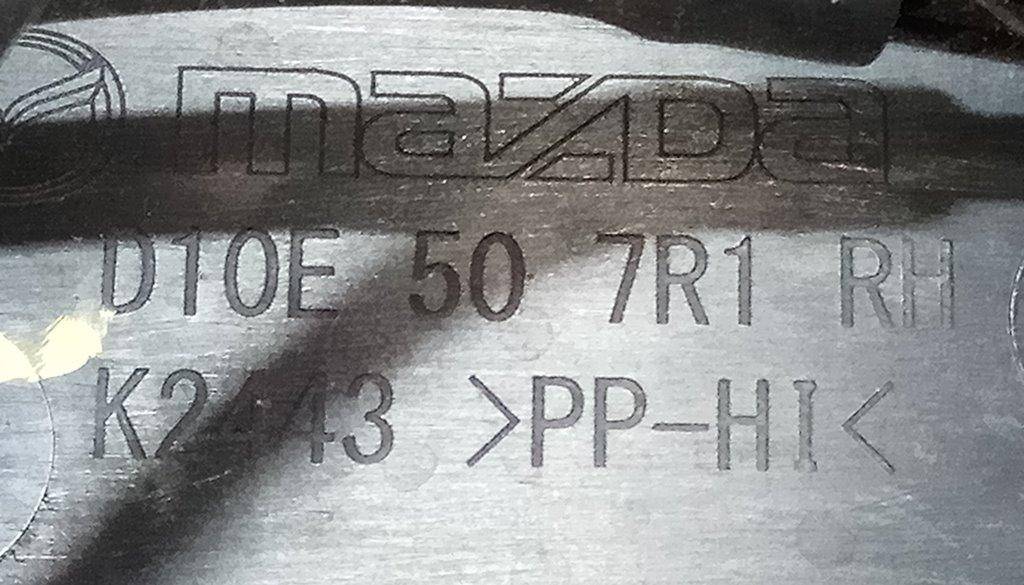 mazda
D10E 50 7R1 RH
K2443 >PP-HI<